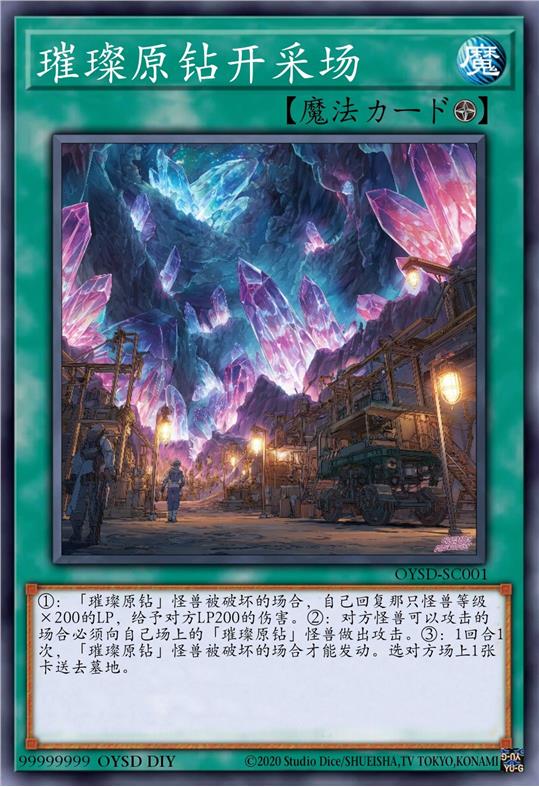 璀璨原钻开采场
魔
【魔法カード】
OYSD-SC001
①：「璀璨原钻」怪兽被破坏的场合，自己回复那只怪兽等级
×200的LP，给予对方LP200的伤害。②：对方怪兽可以攻击的
场合必须向自己场上的「璀璨原钻」怪兽做出攻击。③：1回合1
次，「璀璨原钻」怪兽被破坏的场合才能发动。选对方场上1张
卡送去墓地。
99999999 OYSD DIY ©2020 Studio Dice/SHUEISHA,TV TOKYO,KONAMI